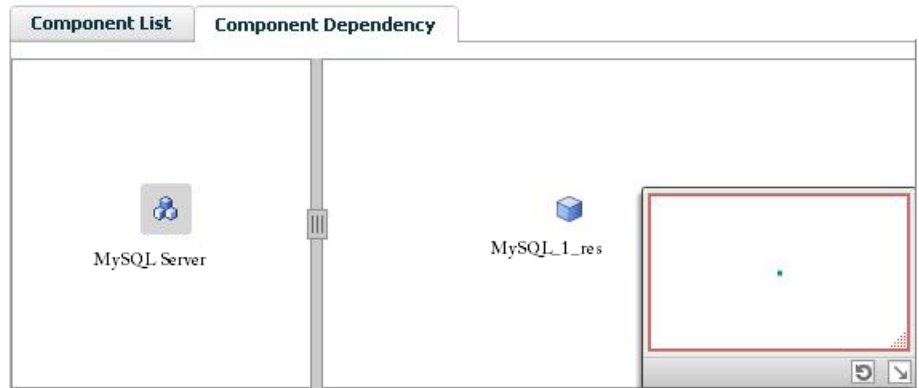 Component List
Component Dependency
MySQL Server
MySQL_1_res